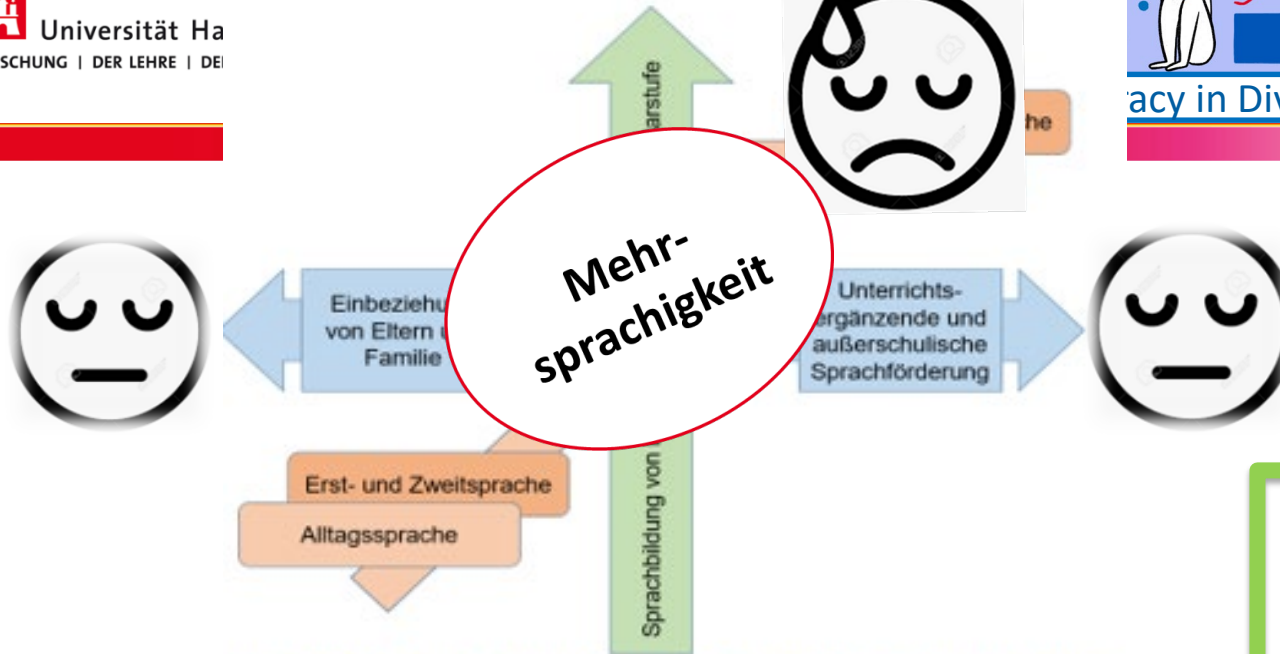 Universität Ha
SCHUNG | DER LEHRE | DE
acy in Div
arstufe
he
Mehr-
sprachigkeit
Einbeziehu
von Eltern u
Familie
Unterrichts-
ergänzende und
außerschulische
Sprachförderung
Erst- und Zweitsprache
Alltagssprache
Sprachbildung von